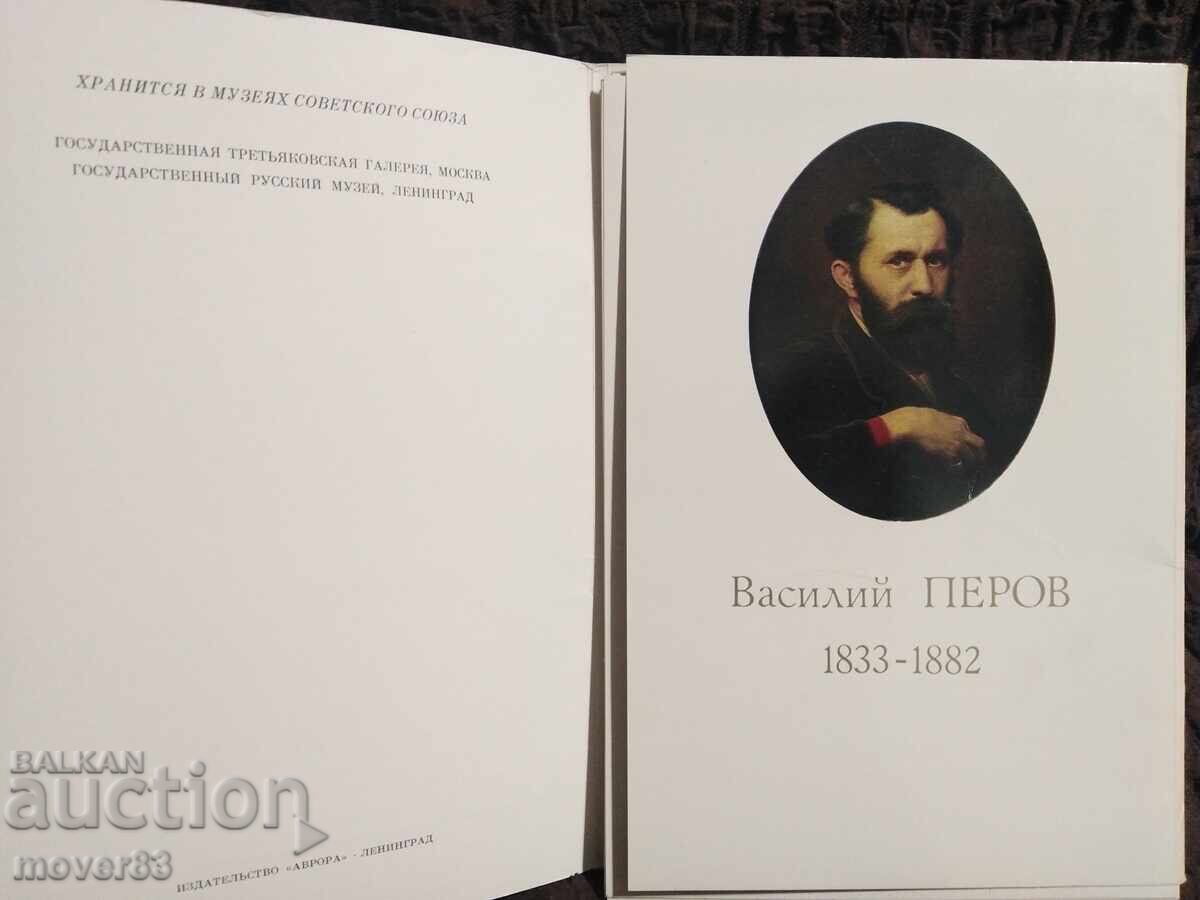 ХРАНИТСЯ В МУЗЕЯХ СОВЕТСКОГО СОЮЗА
ГОСУДАРСТВЕННАЯ ТРЕТЬЯКОВСКАЯ ГАЛЕРЕЯ, МОСКВА
ГОСУДАРСТВЕННЫЙ РУССКИЙ МУЗЕЙ, ЛЕНИНГРАД
ИЗДАТЕЛЬСТВО «АВРОРА» · ЛЕНИНГРАД
Василий ПЕРОВ
1833-1882
BALKAN
auction
mover83